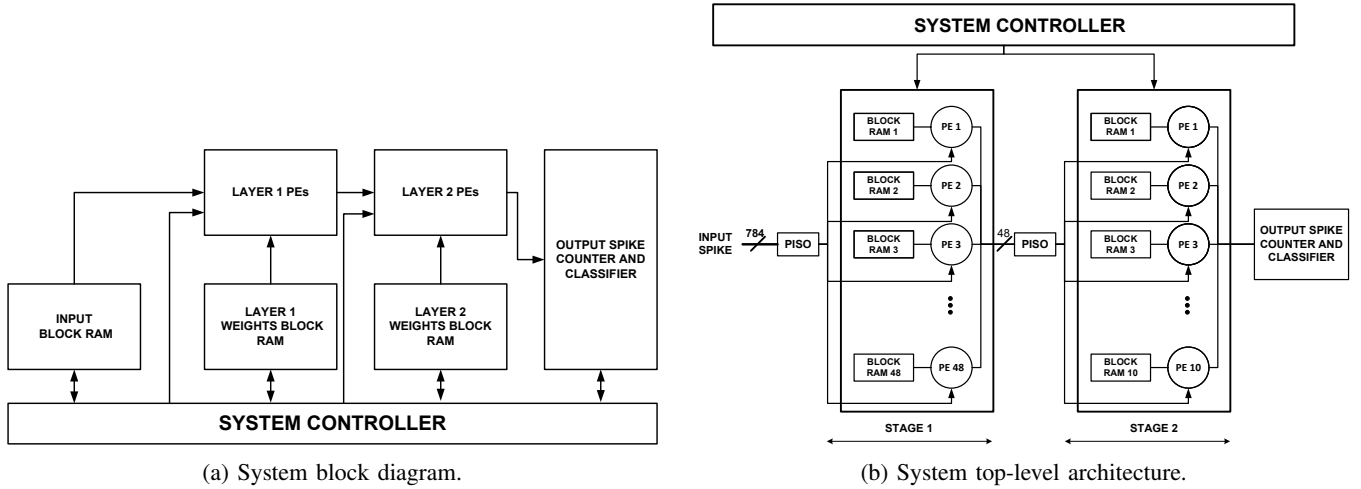 LAYER 1 PEs
LAYER 2 PEs
OUTPUT SPIKE
COUNTER AND
CLASSIFIER
INPUT
BLOCK RAM
LAYER 1
WEIGHTS BLOCK
RAM
LAYER 2
WEIGHTS BLOCK
RAM
SYSTEM CONTROLLER
(a) System block diagram.
SYSTEM CONTROLLER
BLOCK
RAM 1
PE 1
BLOCK
RAM 2
PE 2
BLOCK
RAM 3
PE 3
BLOCK
RAM 48
PE 48
INPUT
SPIKE
784
PISO
STAGE 1
48
PISO
BLOCK
RAM 1
PE 1
BLOCK
RAM 2
PE 2
BLOCK
RAM 3
PE 3
BLOCK
RAM 10
PE 10
STAGE 2
OUTPUT SPIKE
COUNTER AND
CLASSIFIER
(b) System top-level architecture.